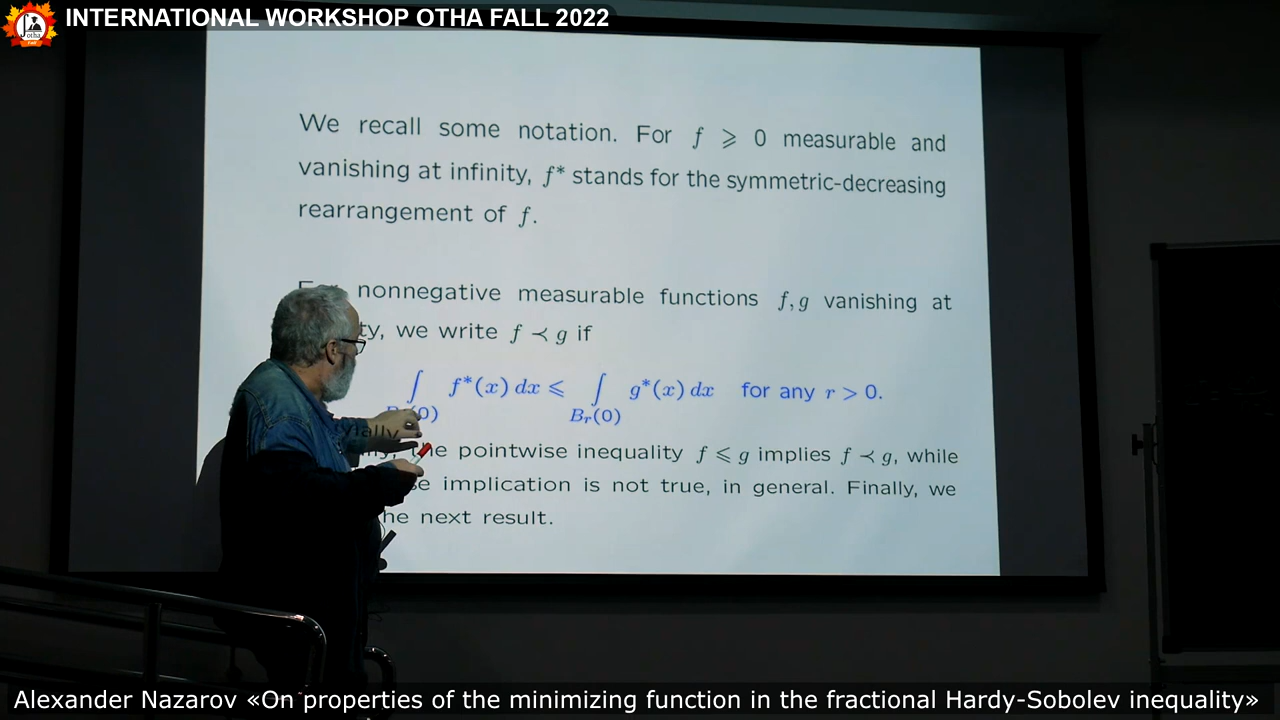 INTERNATIONAL WORKSHOP OTHA FALL 2022
otha
We recall some notation. For f ⩾ 0 measurable and
vanishing at infinity, f* stands for the symmetric-decreasing
rearrangement of f.
nonnegative measurable functions f, g vanishing at
we write f ≺ g if
∫ f*(x) dx ⩽ ∫ g*(x) dx for any r > 0.
B_r(0)
the pointwise inequality f ⩽ g implies f ≺ g, while
implication is not true, in general. Finally, we
next result.
Alexander Nazarov «On properties of the minimizing function in the fractional Hardy-Sobolev inequality»